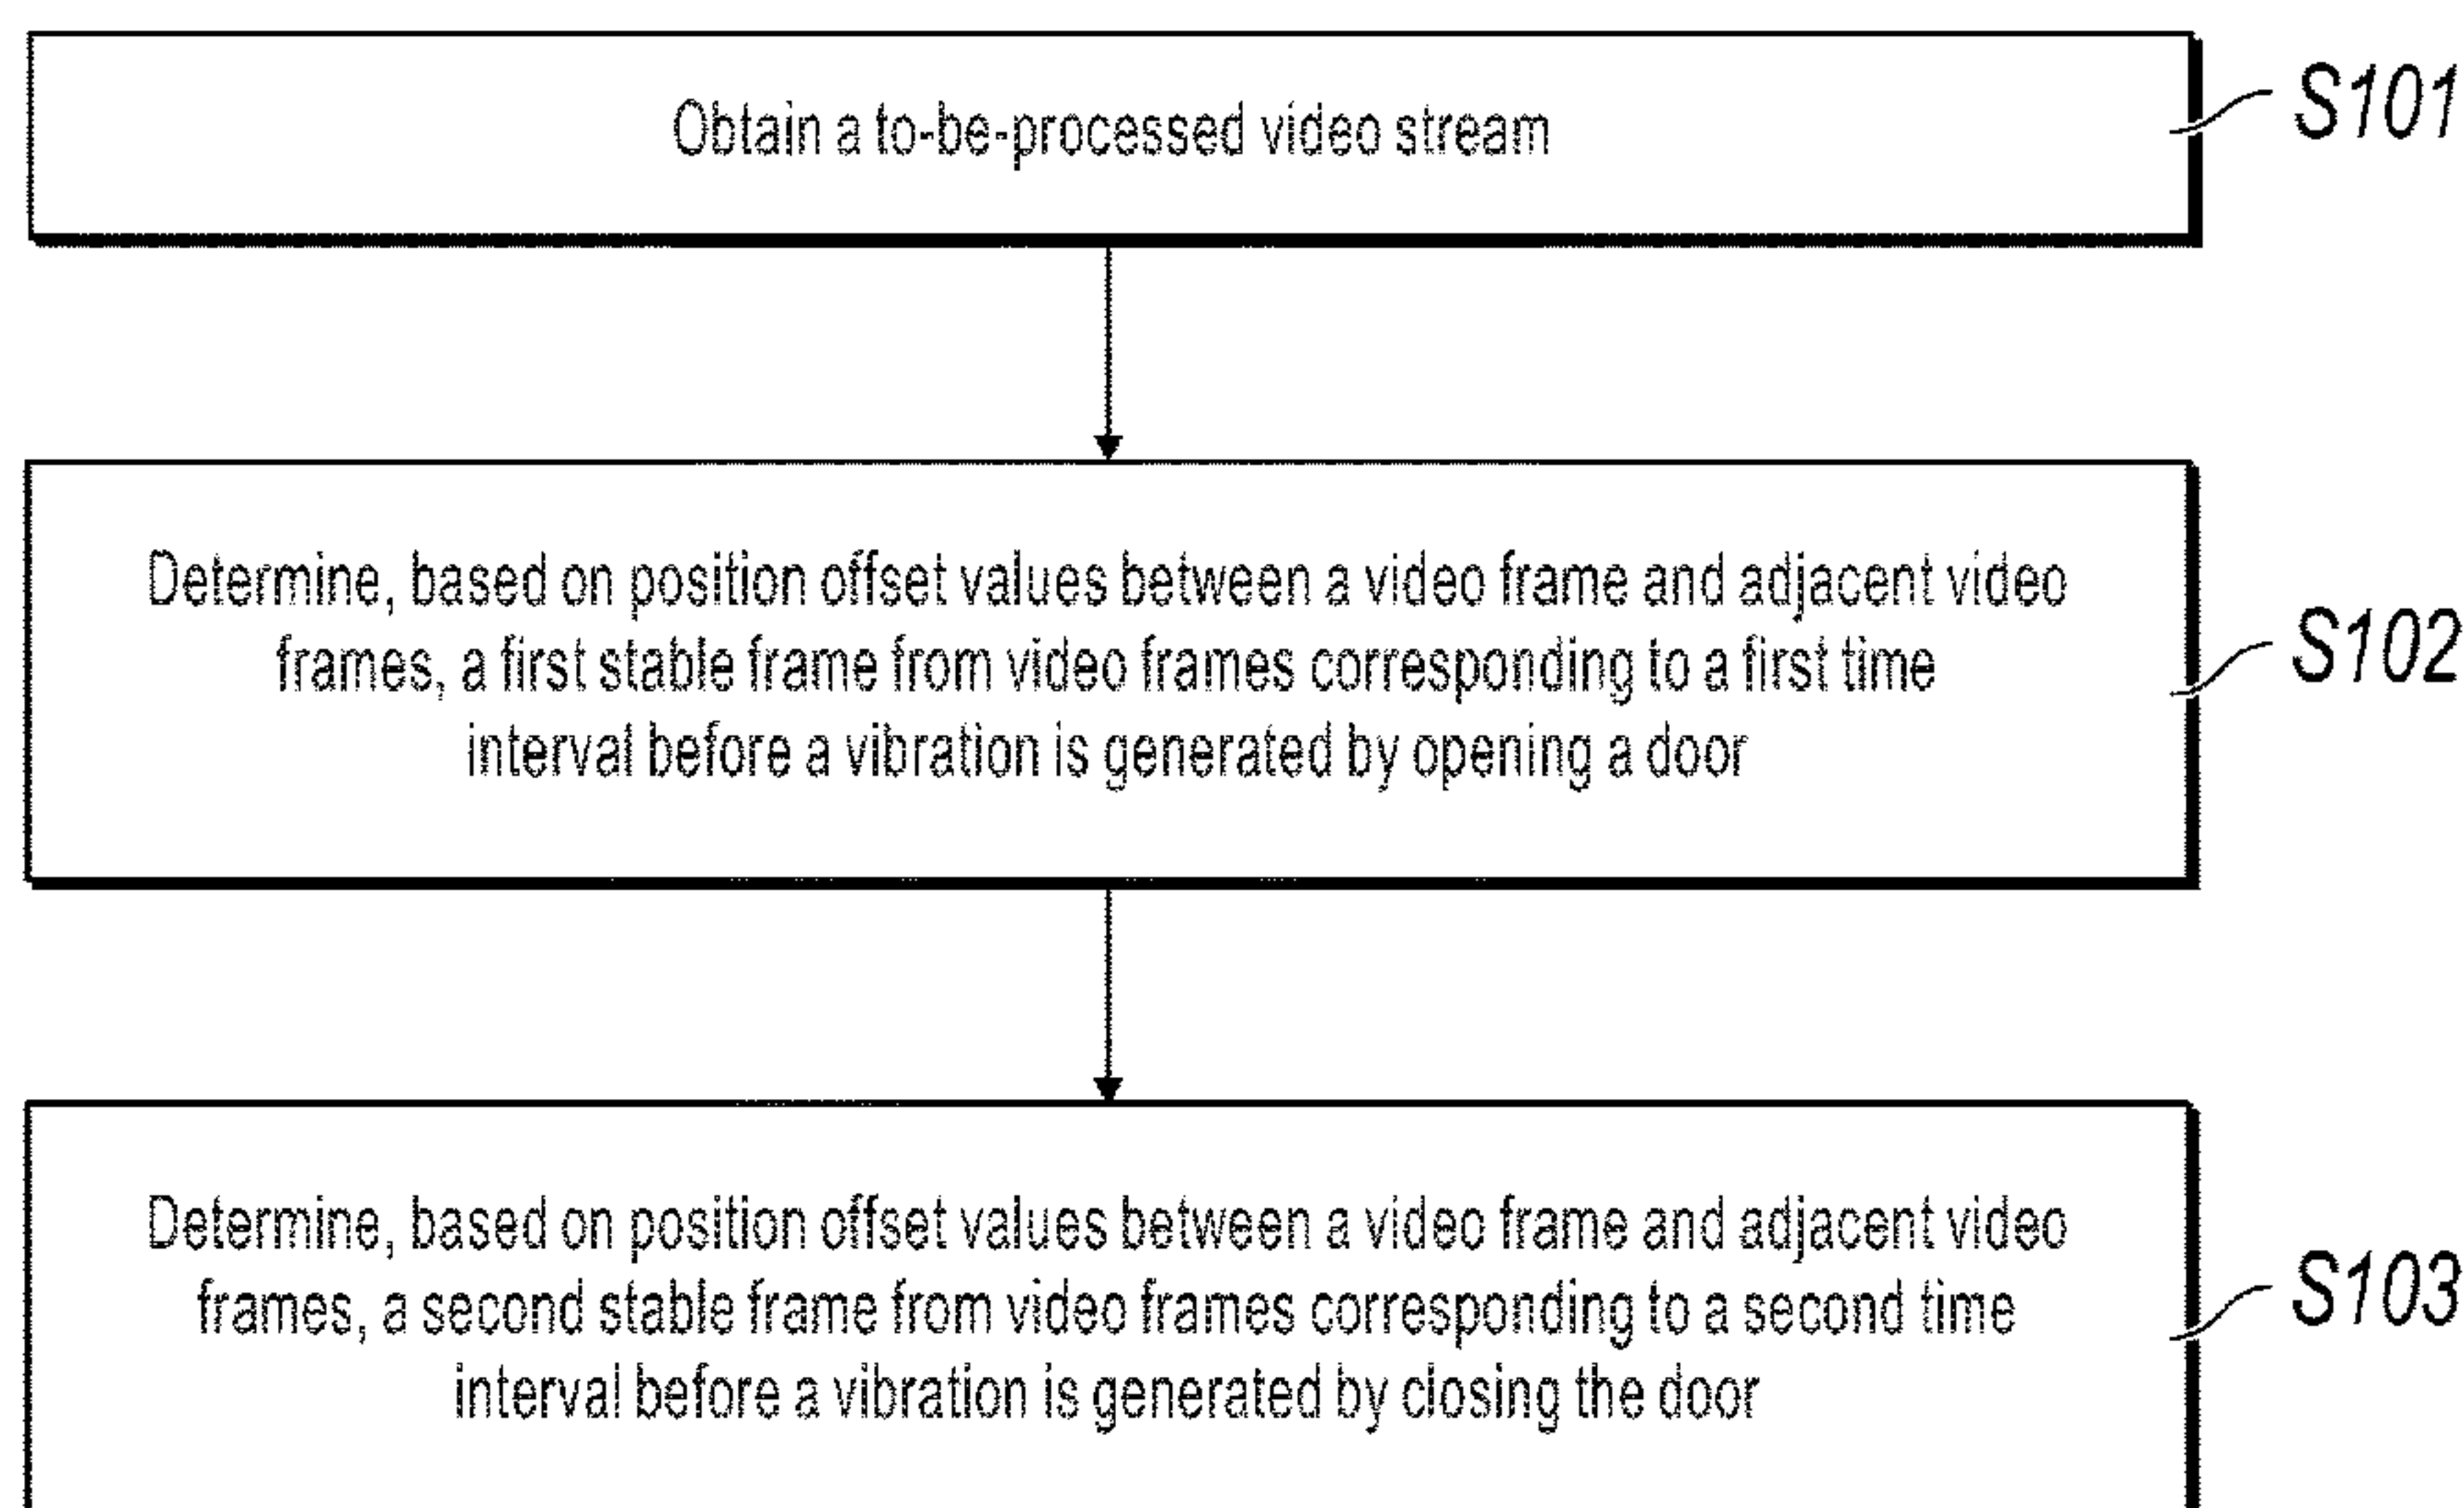 Obtain a to-be-processed video stream
S101
Determine, based on position offset values between a video frame and adjacent video
frames, a first stable frame from video frames corresponding to a first time
interval before a vibration is generated by opening a door
S102
Determine, based on position offset values between a video frame and adjacent video
frames, a second stable frame from video frames corresponding to a second time
interval before a vibration is generated by closing the door
S103